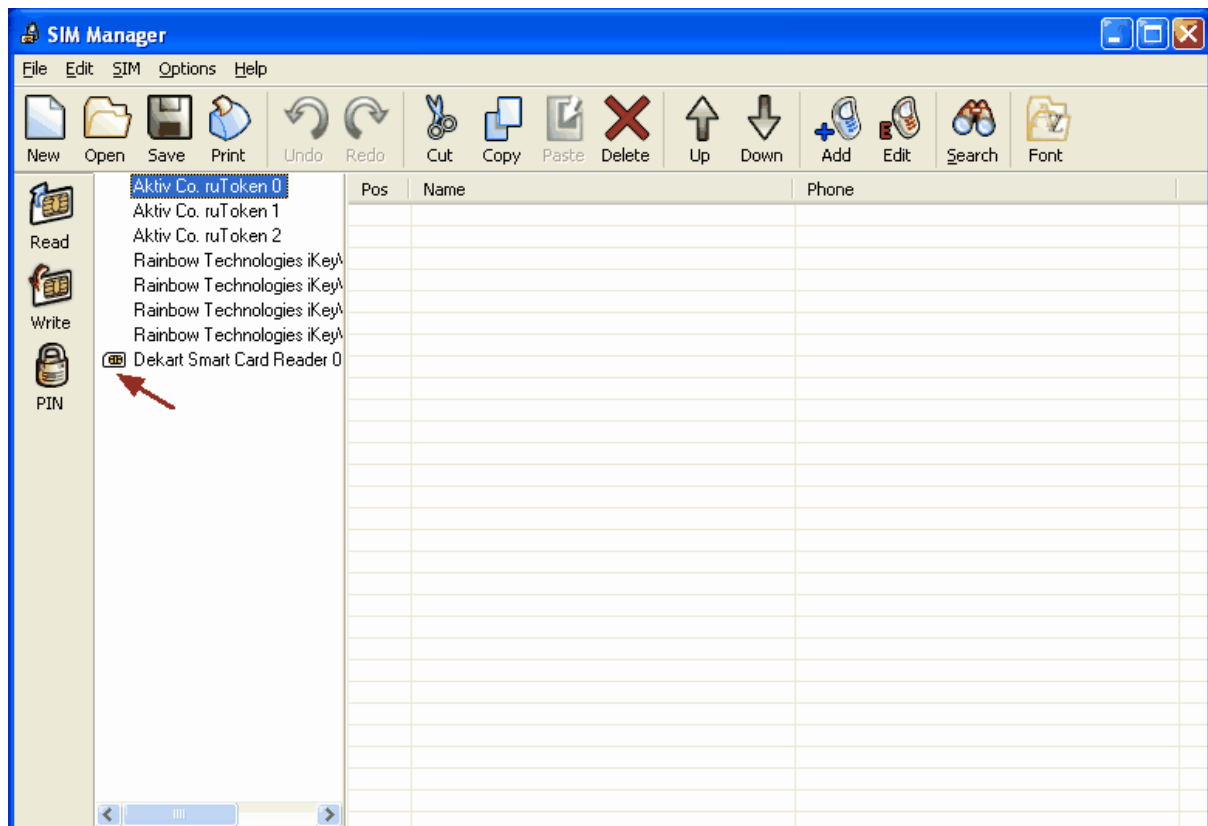 SIM Manager
File Edit SIM Options Help
New Open Save Print Undo Redo Cut Copy Paste Delete Up Down Add Edit Search Font
Read
Write
PIN
Aktiv Co. ruToken 0
Aktiv Co. ruToken 1
Aktiv Co. ruToken 2
Rainbow Technologies iKey
Rainbow Technologies iKey
Rainbow Technologies iKey
Rainbow Technologies iKey
Dekart Smart Card Reader 0
Pos Name Phone